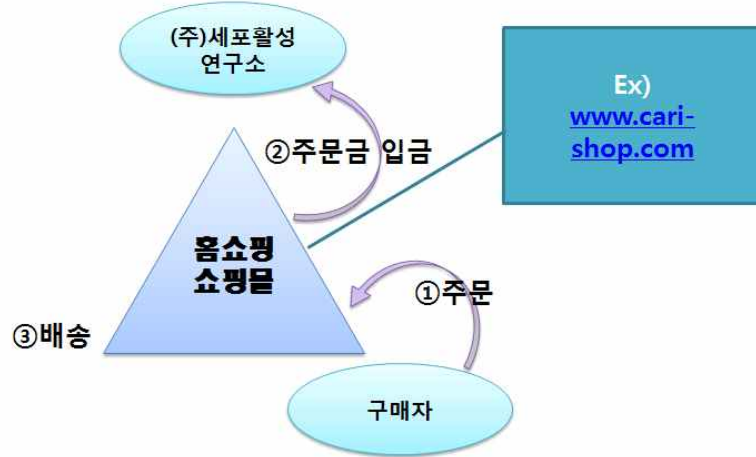 (주)세포활성
연구소
Ex)
www.cari-
shop.com
②주문금 입금
홈쇼핑
쇼핑몰
①주문
③배송
구매자